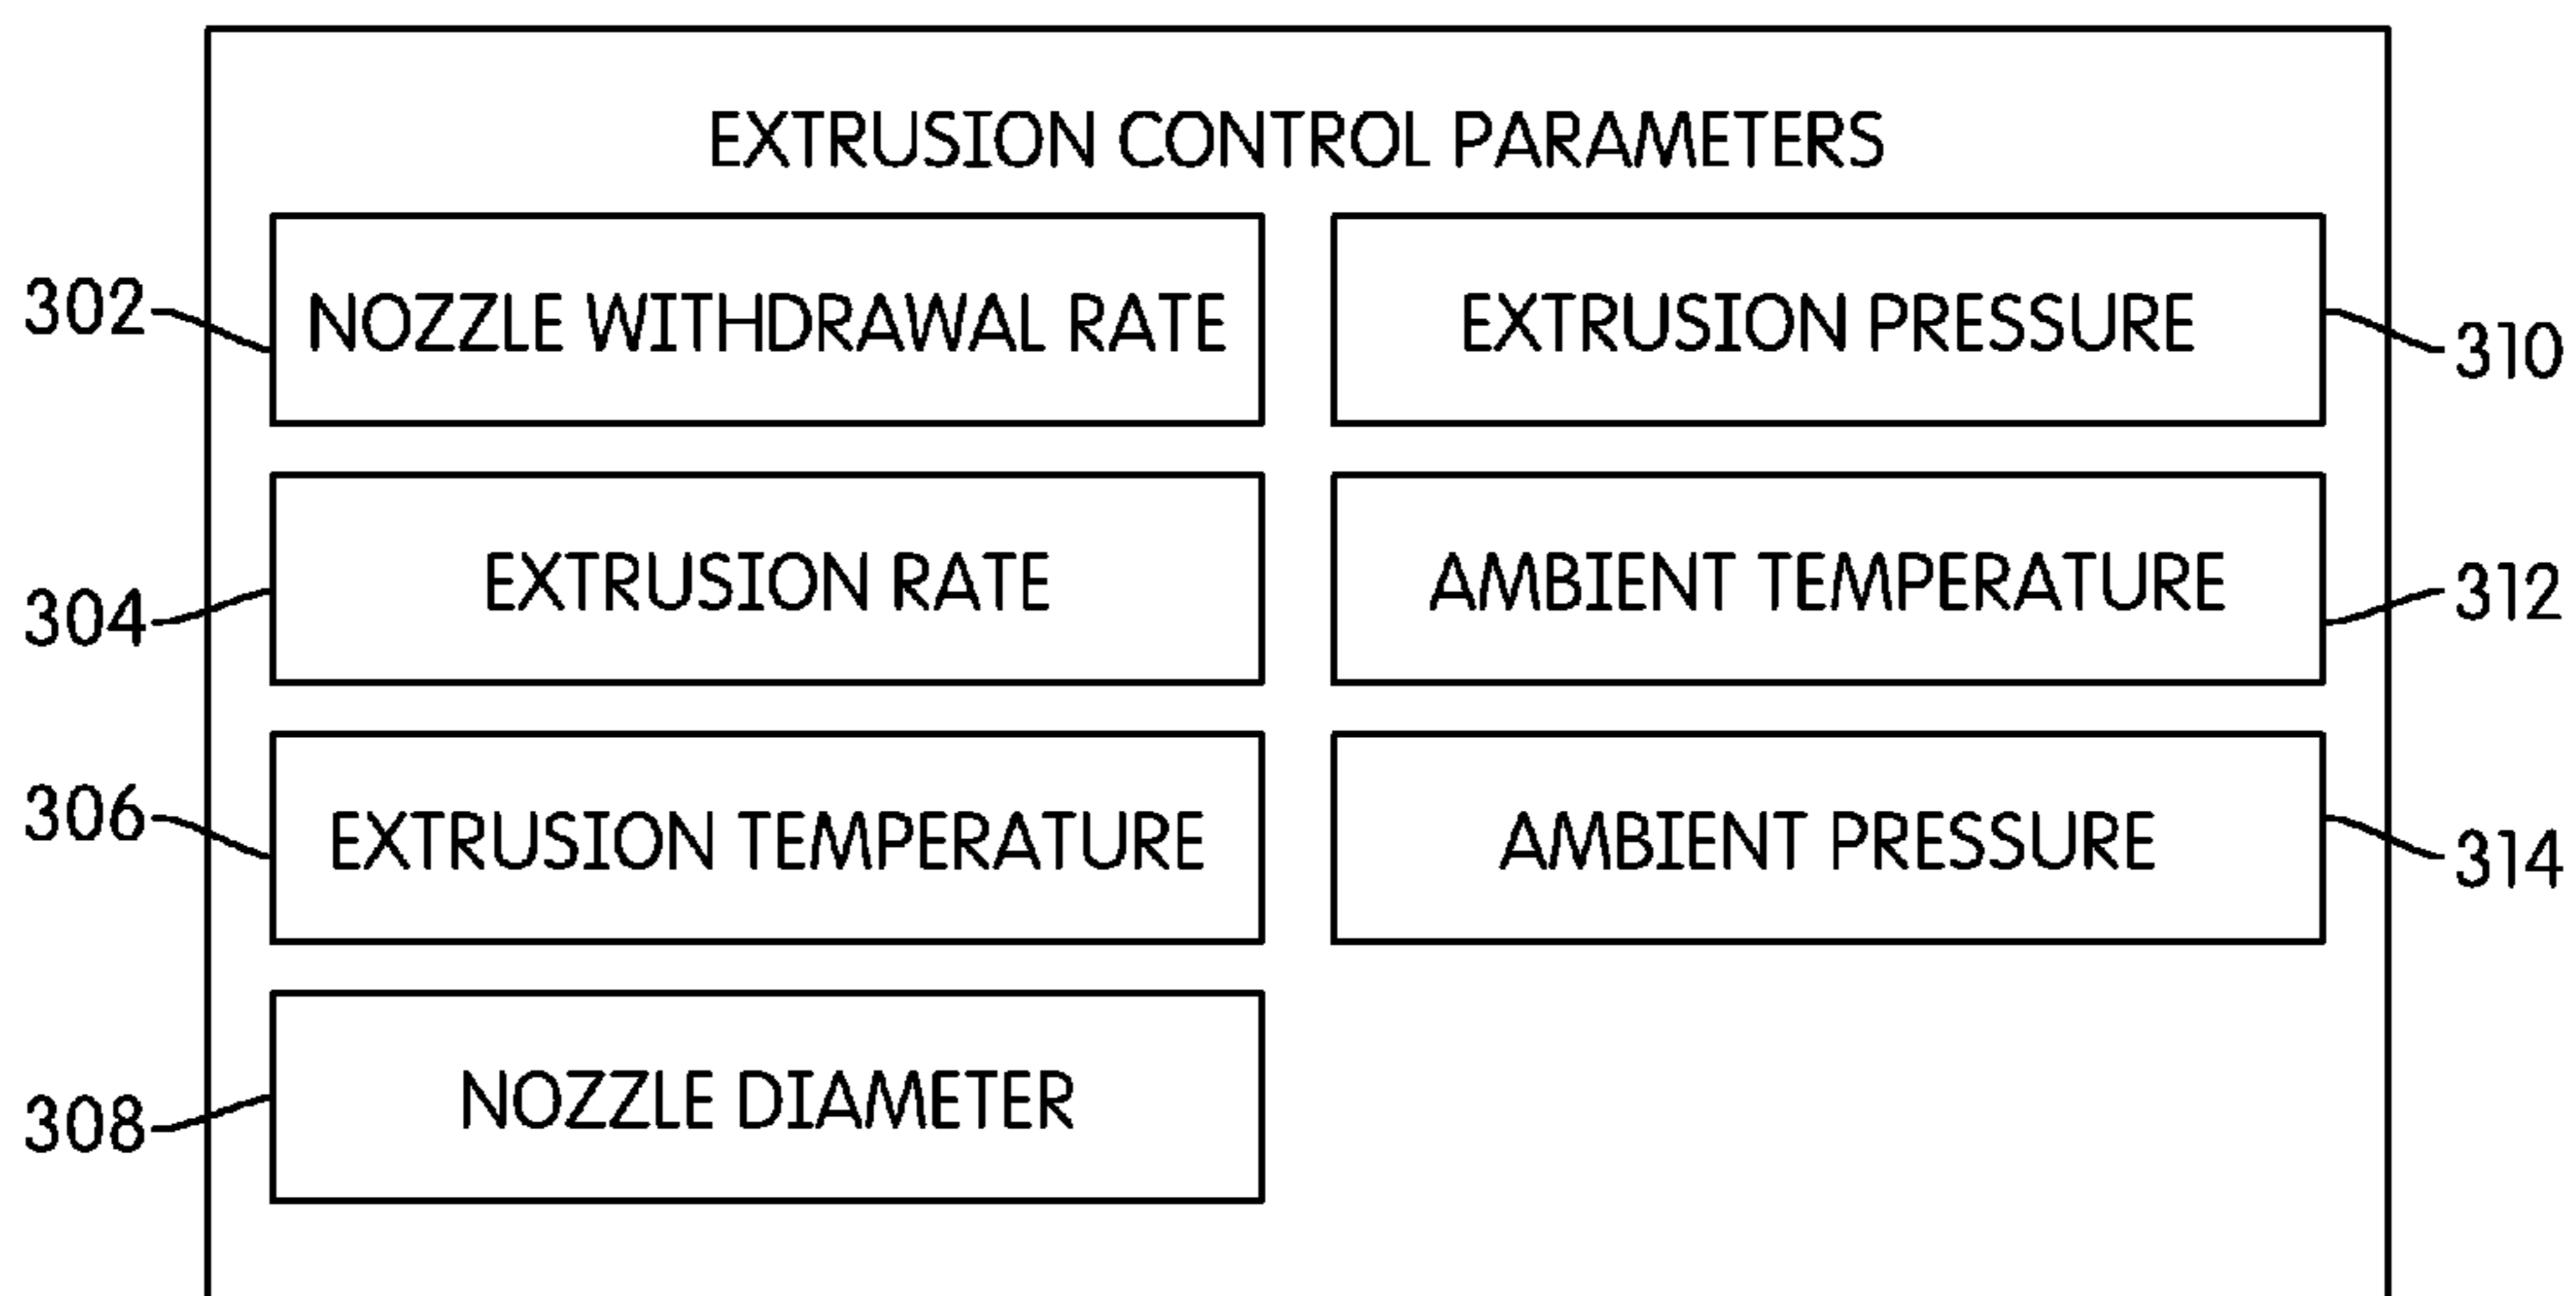 EXTRUSION CONTROL PARAMETERS
302 NOZZLE WITHDRAWAL RATE
EXTRUSION PRESSURE 310
304 EXTRUSION RATE
AMBIENT TEMPERATURE 312
306 EXTRUSION TEMPERATURE
AMBIENT PRESSURE 314
308 NOZZLE DIAMETER